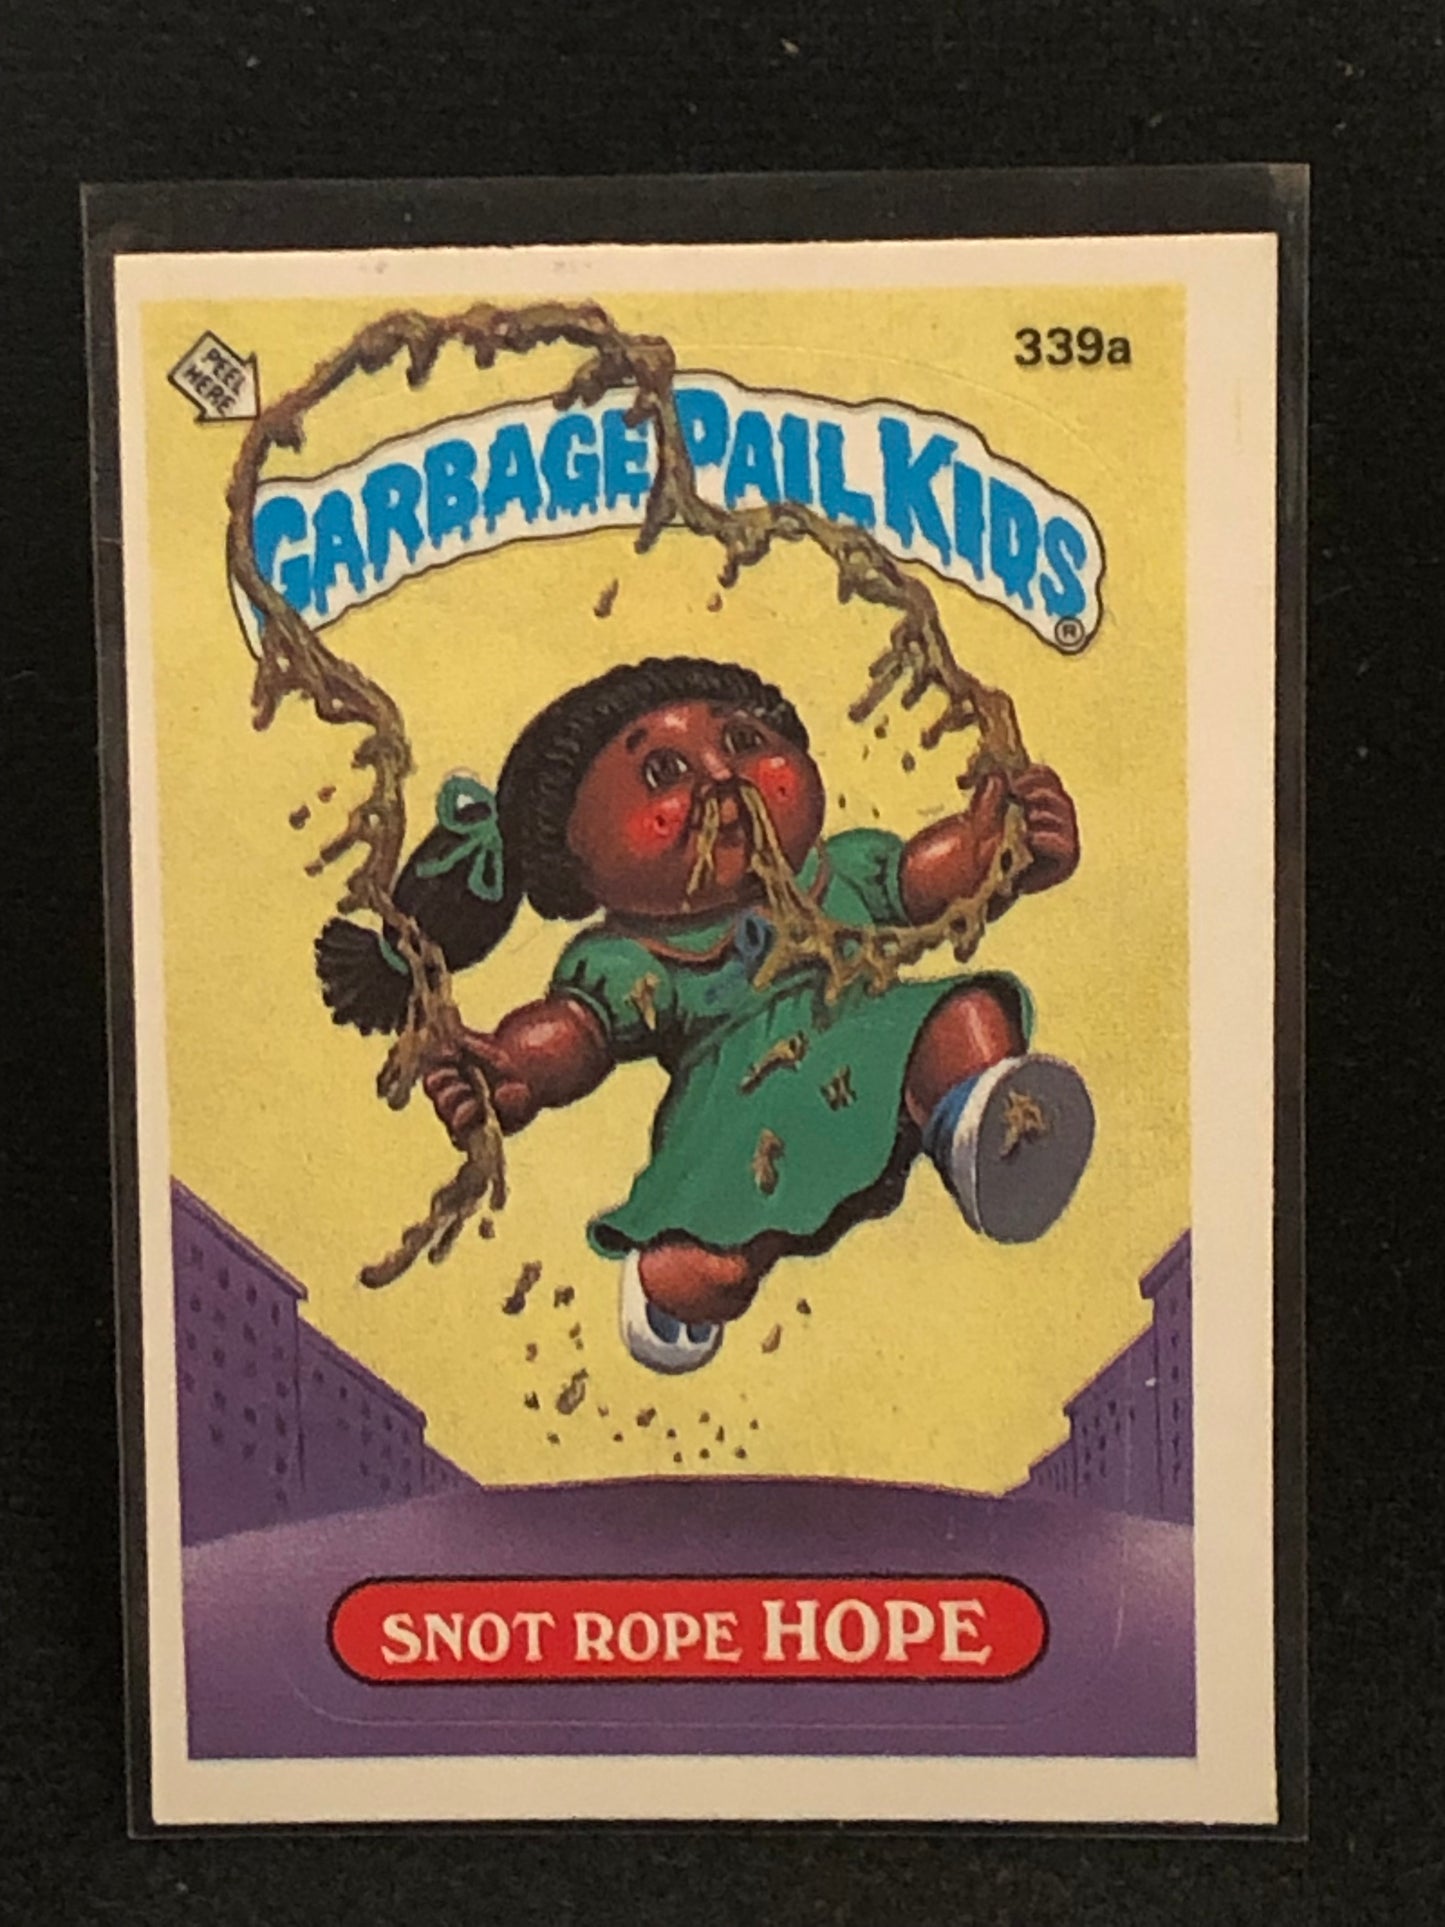 PEEL
HERE
339a
GARBAGE PAIL KIDS
®
SNOT ROPE HOPE